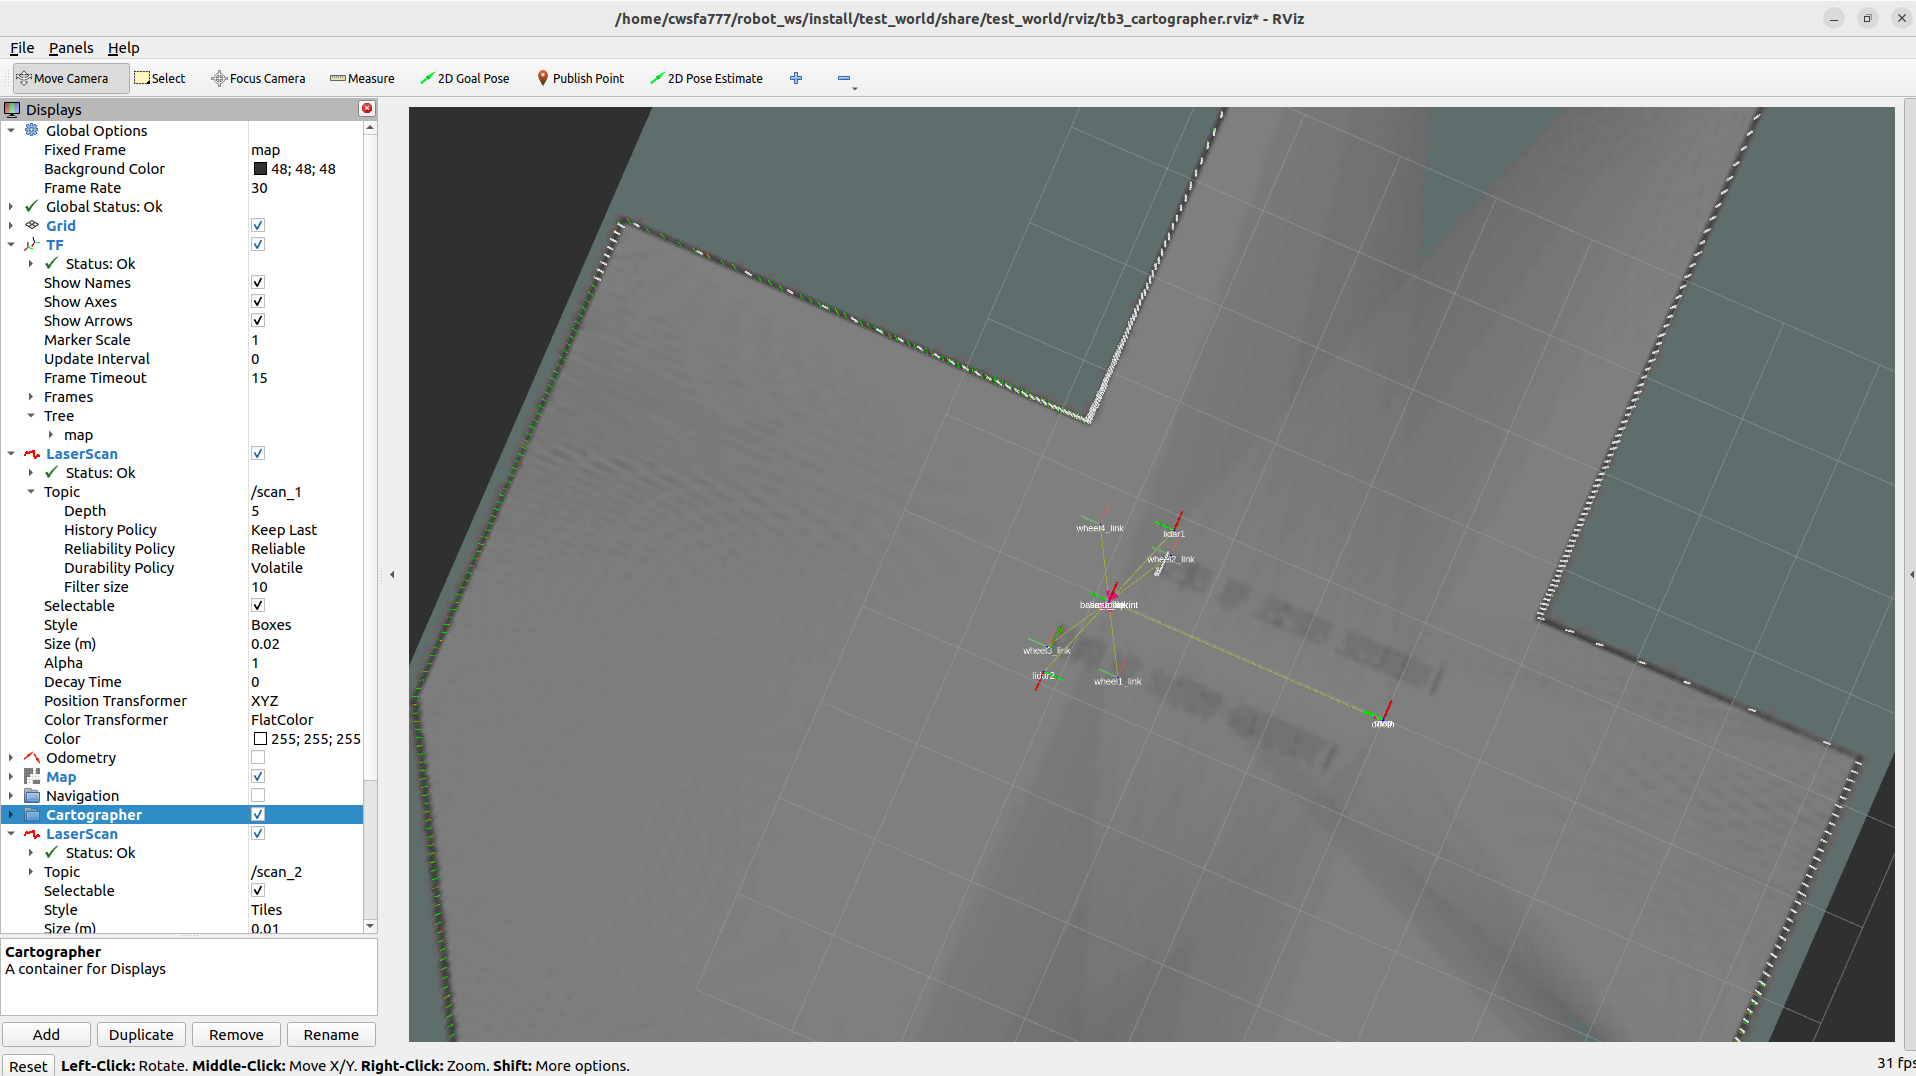 /home/cwsfa777/robot_ws/install/test_world/share/test_world/rviz/tb3_cartographer.rviz* - RViz
File Panels Help
Move Camera Select Focus Camera Measure 2D Goal Pose Publish Point 2D Pose Estimate
Displays
Global Options
Fixed Frame map
Background Color 48; 48; 48
Frame Rate 30
Global Status: Ok
Grid
TF
Status: Ok
Show Names
Show Axes
Show Arrows
Marker Scale 1
Update Interval 0
Frame Timeout 15
Frames
Tree
map
LaserScan
Status: Ok
Topic /scan_1
Depth 5
History Policy Keep Last
Reliability Policy Reliable
Durability Policy Volatile
Filter size 10
Selectable
Style Boxes
Size (m) 0.02
Alpha 1
Decay Time 0
Position Transformer XYZ
Color Transformer FlatColor
Color 255; 255; 255
Odometry
Map
Navigation
Cartographer
LaserScan
Status: Ok
Topic /scan_2
Selectable
Style Tiles
Size (m) 0.01
Cartographer
A container for Displays
Add Duplicate Remove Rename
Reset Left-Click: Rotate. Middle-Click: Move X/Y. Right-Click: Zoom. Shift: More options.
31 fps
wheel4_link
lidar1
wheel2_link
wheel3_link
lidar2
wheel1_link